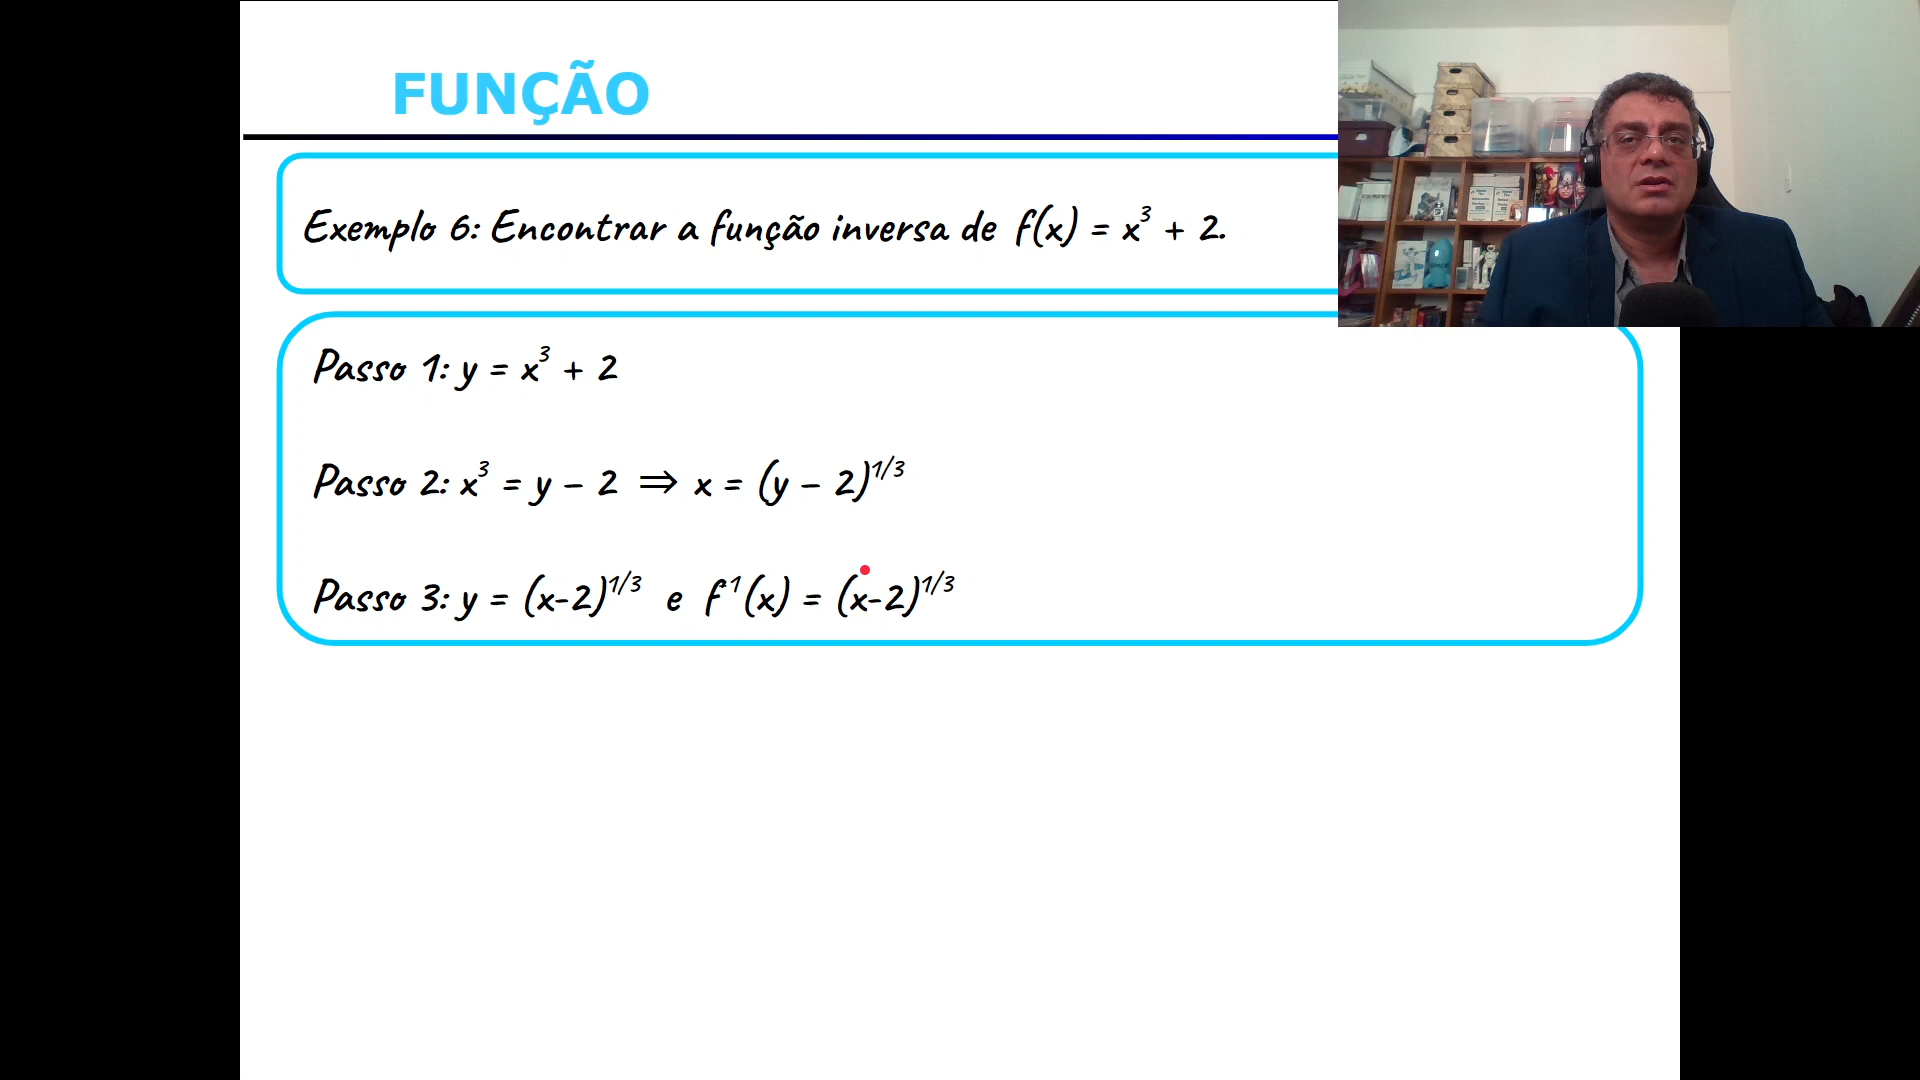 FUNÇÃO
Exemplo 6: Encontrar a função inversa de f(x) = x³ + 2.
Passo 1: y = x³ + 2
Passo 2: x³ = y – 2 ⇒ x = (y – 2)^1/3
Passo 3: y = (x-2)^1/3 e f^-1(x) = (x-2)^1/3
SPACE